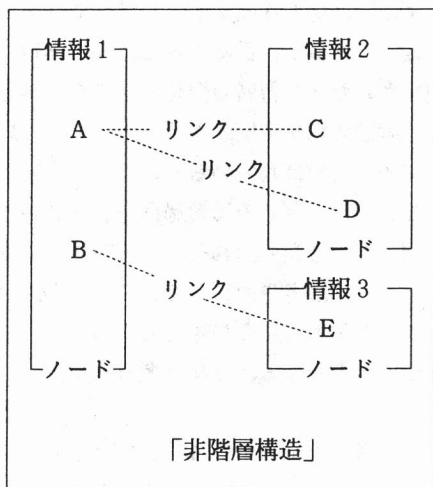 情報1 情報2
A リンク C
リンク
D
B ノード
リンク 情報3
E
ノード ノード
「非階層構造」